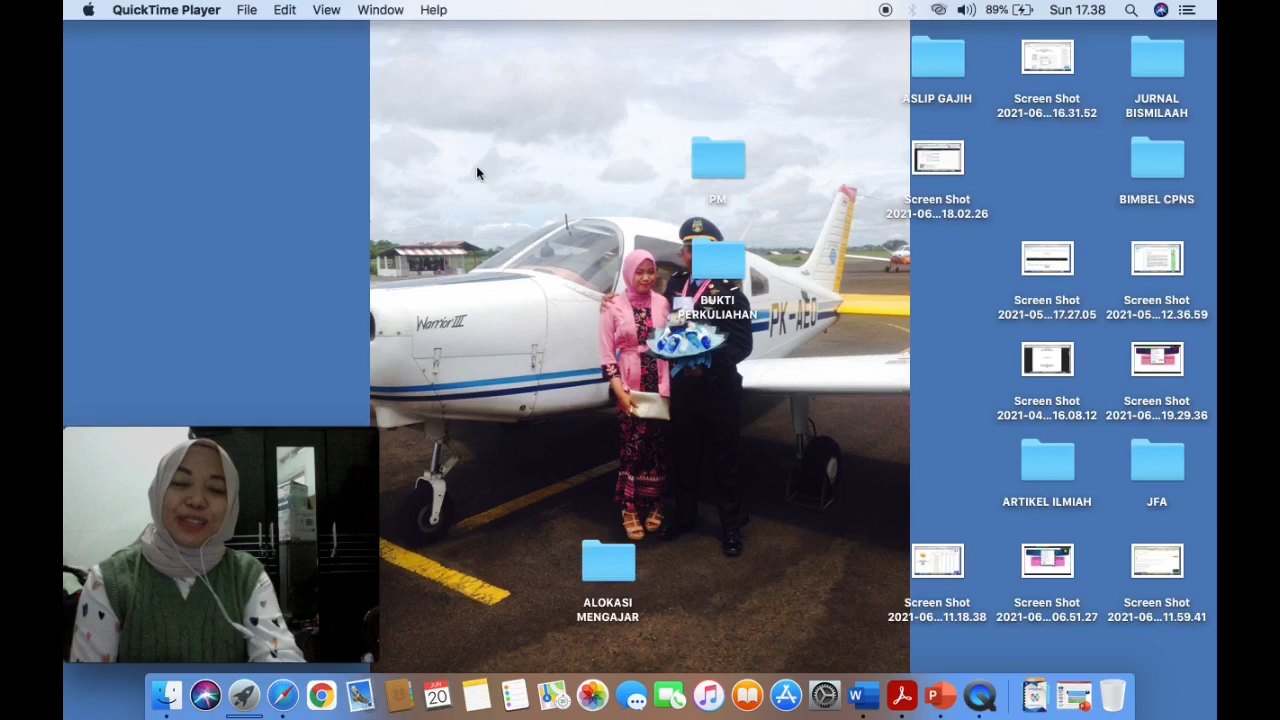 QuickTime Player File Edit View Window Help 89% Sun 17.38
ASLIP GAJIH
Screen Shot
2021-06...16.31.52
JURNAL
BISMILAAH
PM
Screen Shot
2021-06...18.02.26
BIMBEL CPNS
BUKTI
PERKULIAHAN
Screen Shot
2021-05...17.27.05
Screen Shot
2021-05...12.36.59
Warrior III
PK-AEO
Screen Shot
2021-04...16.08.12
Screen Shot
2021-06...19.29.36
ARTIKEL ILMIAH
JFA
ALOKASI
MENGAJAR
Screen Shot
2021-06...11.18.38
Screen Shot
2021-06...06.51.27
Screen Shot
2021-06...11.59.41
JUN
20